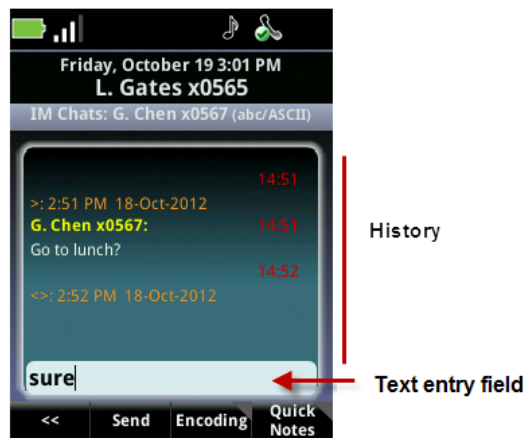 Friday, October 19 3:01 PM
L. Gates x0565
IM Chats: G. Chen x0567 (abc/ASCII)
14:51
>: 2:51 PM 18-Oct-2012
G. Chen x0567: 14:51
Go to lunch?
14:52
<>: 2:52 PM 18-Oct-2012
History
sure
Text entry field
<< Send Encoding Quick Notes